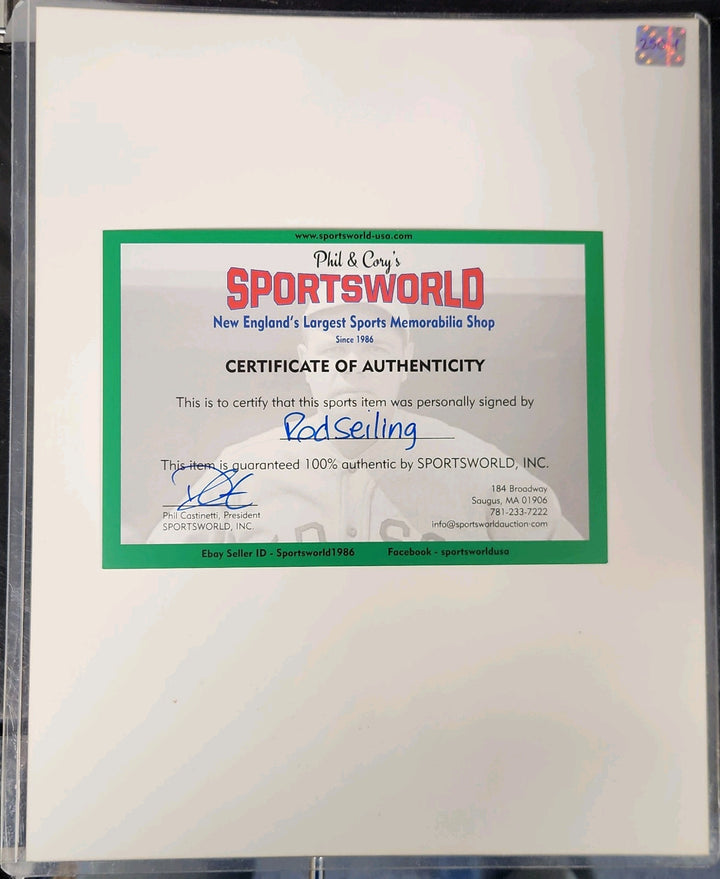 www.sportsworld-usa.com
Phil & Cory's
SPORTSWORLD
New England's Largest Sports Memorabilia Shop
Since 1986
CERTIFICATE OF AUTHENTICITY
This is to certify that this sports item was personally signed by
Rod Seiling
This item is guaranteed 100% authentic by SPORTSWORLD, INC.
Phil Castinetti, President
SPORTSWORLD, INC.
184 Broadway
Saugus, MA 01906
781-233-7222
info@sportsworldauction.com
Ebay Seller ID - Sportsworld1986 Facebook - sportsworldusa